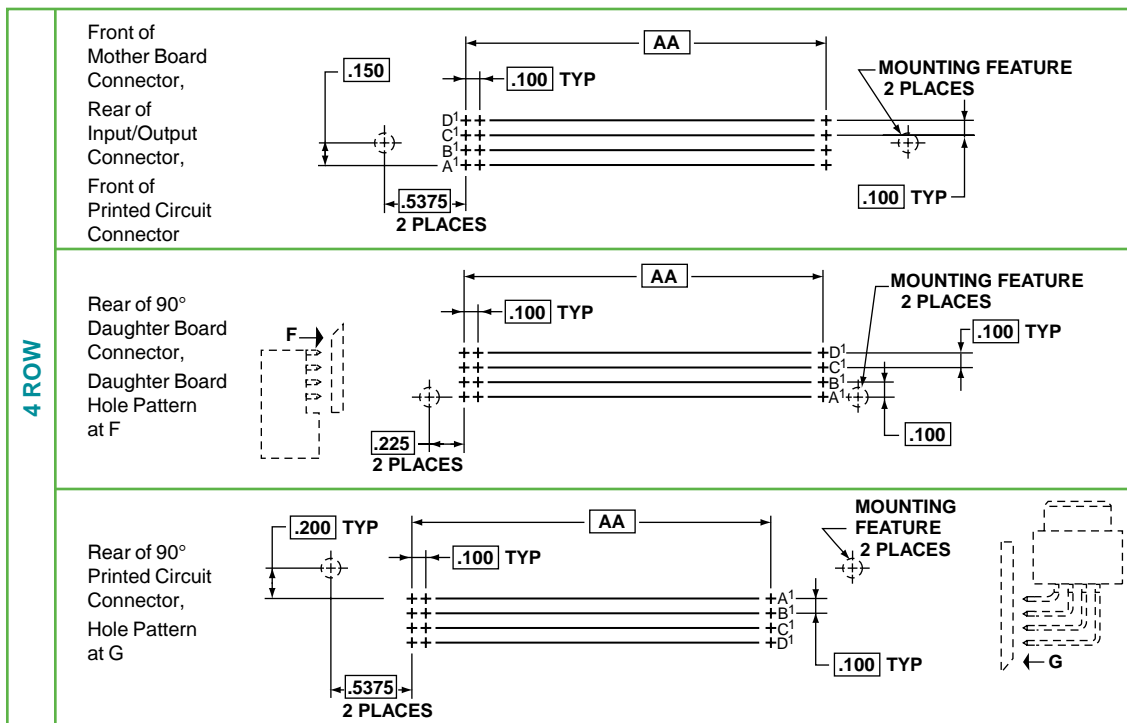 4 ROW
Front of
Mother Board
Connector,
Rear of
Input/Output
Connector,
Front of
Printed Circuit
Connector
.150
AA
.100 TYP
MOUNTING FEATURE
2 PLACES
D1
C1
B1
A1
.5375
2 PLACES
.100 TYP
Rear of 90°
Daughter Board
Connector,
Daughter Board
Hole Pattern
at F
F
AA
.100 TYP
MOUNTING FEATURE
2 PLACES
.100 TYP
D1
C1
B1
A1
.225
2 PLACES
.100
Rear of 90°
Printed Circuit
Connector,
Hole Pattern
at G
.200 TYP
AA
.100 TYP
MOUNTING
FEATURE
2 PLACES
A1
B1
C1
D1
.100 TYP
G
.5375
2 PLACES